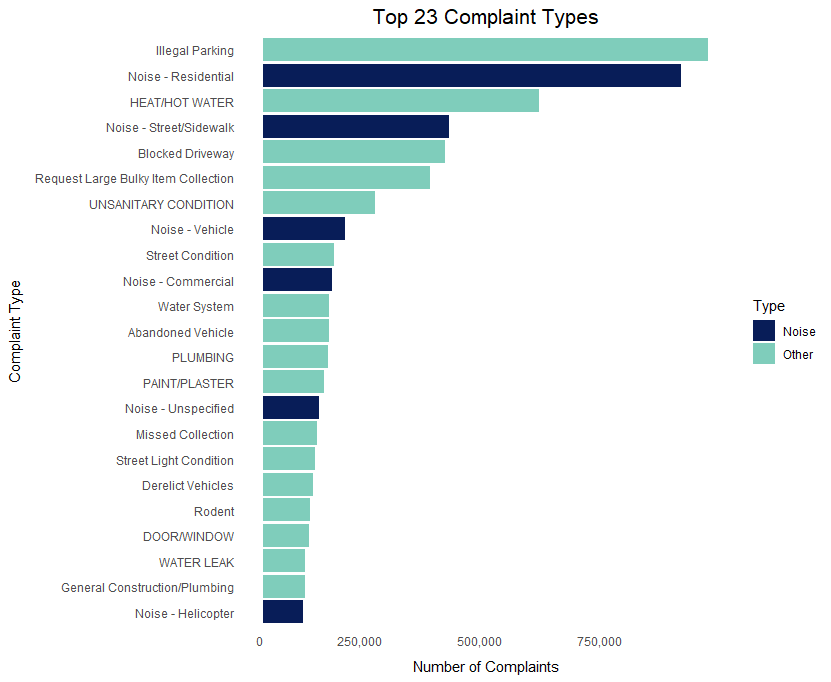 Top 23 Complaint Types
Complaint Type
Illegal Parking
Noise - Residential
HEAT/HOT WATER
Noise - Street/Sidewalk
Blocked Driveway
Request Large Bulky Item Collection
UNSANITARY CONDITION
Noise - Vehicle
Street Condition
Noise - Commercial
Water System
Abandoned Vehicle
PLUMBING
PAINT/PLASTER
Noise - Unspecified
Missed Collection
Street Light Condition
Derelict Vehicles
Rodent
DOOR/WINDOW
WATER LEAK
General Construction/Plumbing
Noise - Helicopter
0 250,000 500,000 750,000
Number of Complaints
Type
Noise
Other